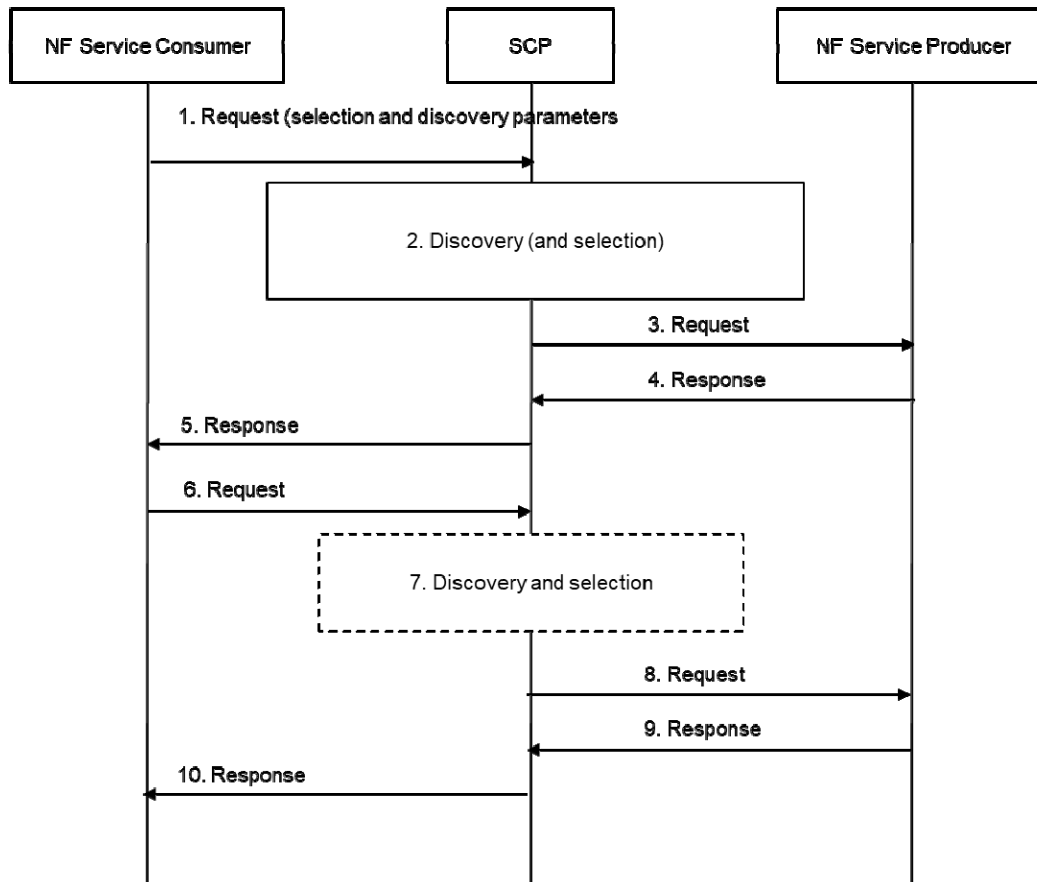 NF Service Consumer
SCP
NF Service Producer
1. Request (selection and discovery parameters
2. Discovery (and selection)
3. Request
4. Response
5. Response
6. Request
7. Discovery and selection
8. Request
9. Response
10. Response